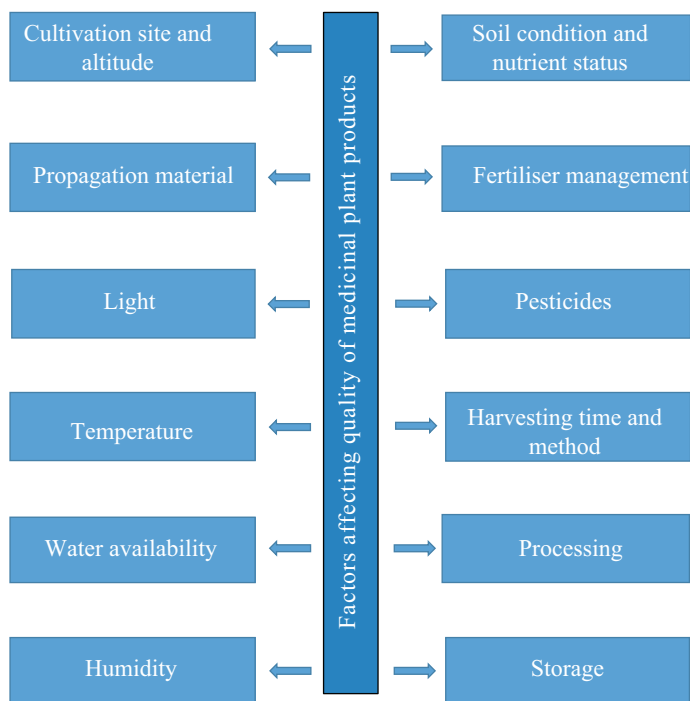 Cultivation site and
altitude
Soil condition and
nutrient status
Propagation material
Fertiliser management
Light
Pesticides
Temperature
Harvesting time and
method
Water availability
Processing
Humidity
Storage
Factors affecting quality of medicinal plant products